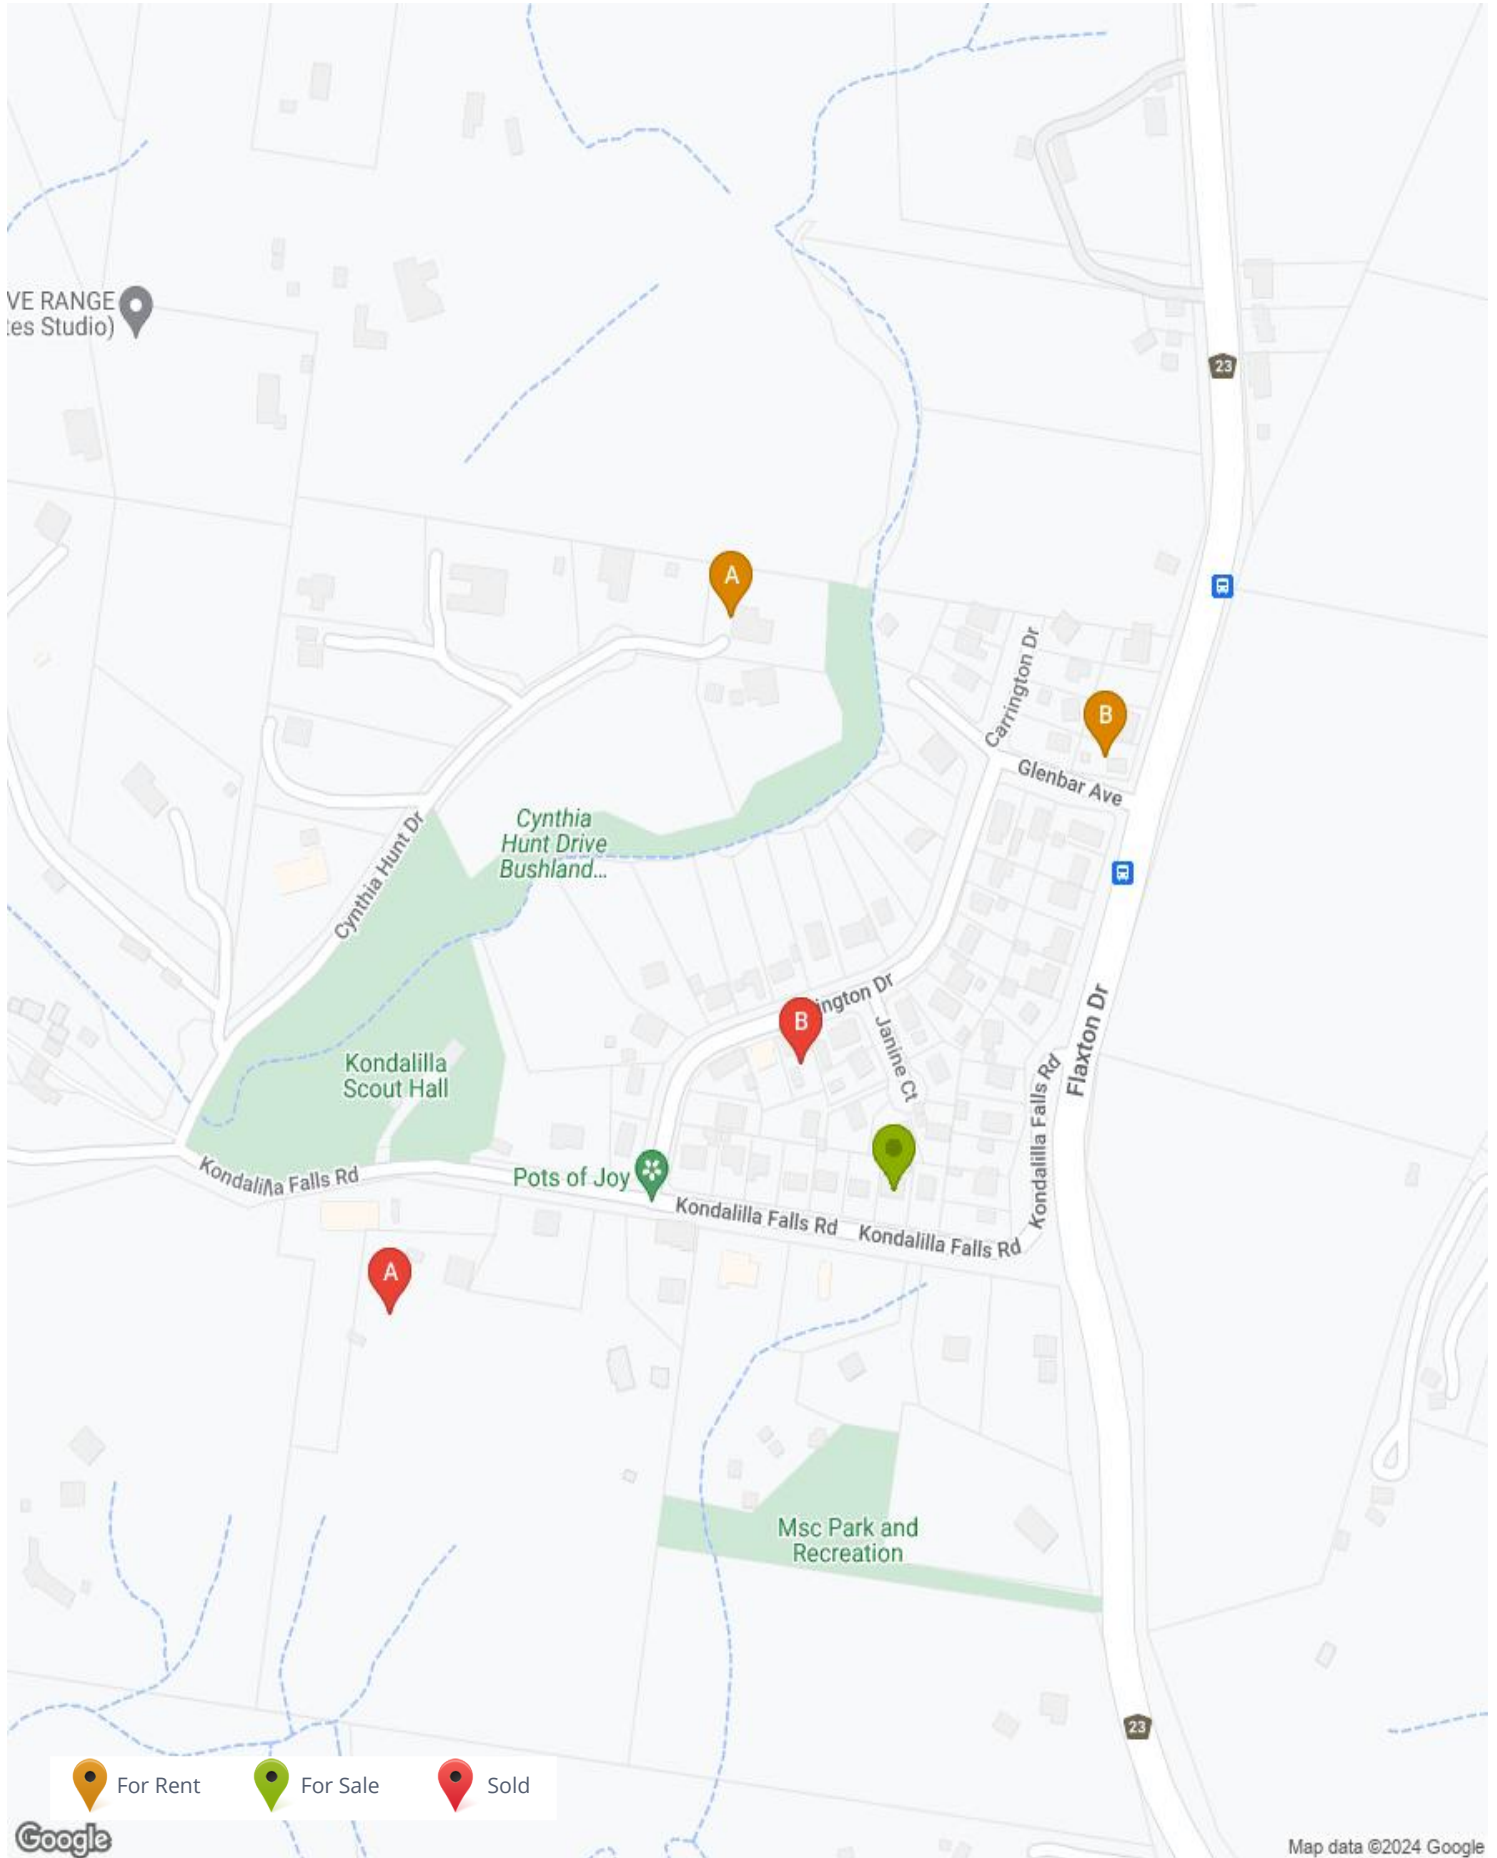 VE RANGE
tes Studio)
23
A
Carrington Dr
B
Glenbar Ave
Cynthia
Hunt Drive
Bushland...
Cynthia Hunt Dr
ington Dr
B
Janine Ct
Flaxton Dr
Kondalilla
Scout Hall
Kondalilla Falls Rd
Kondalilla Falls Rd
Pots of Joy
Kondalilla Falls Rd
Kondalilla Falls Rd
A
Msc Park and
Recreation
23
For Rent
For Sale
Sold
Google
Map data ©2024 Google